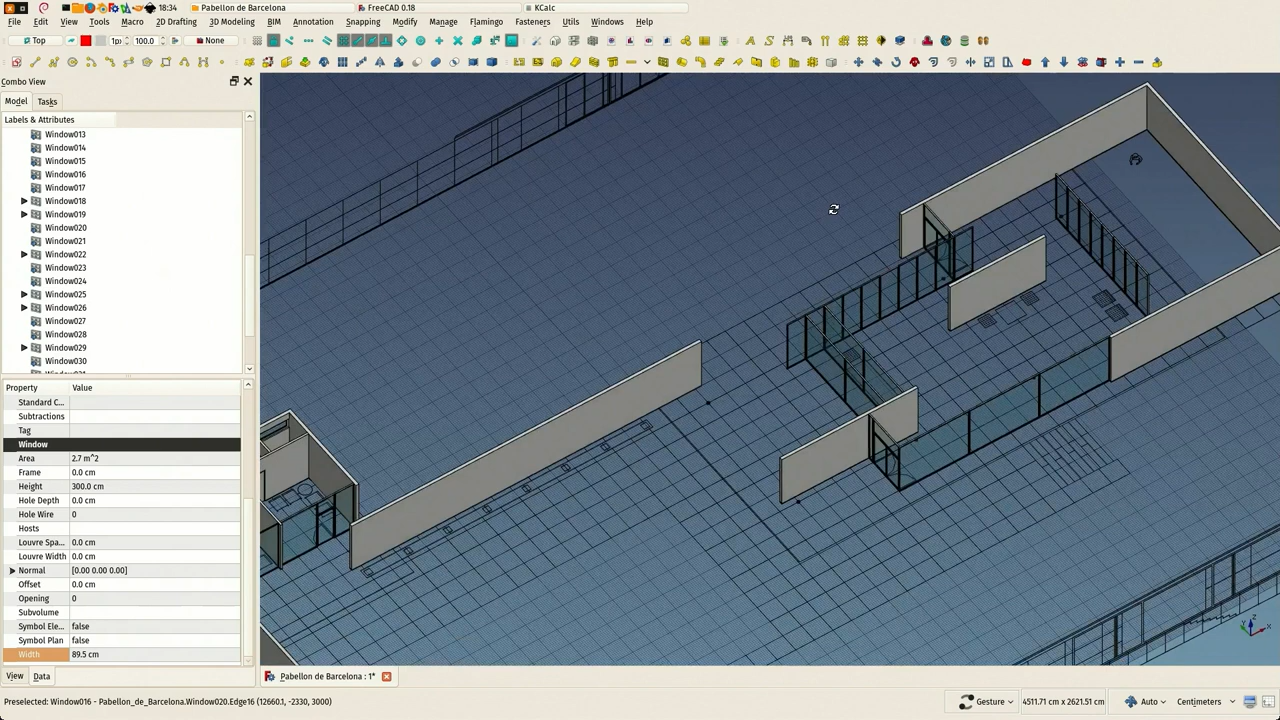 18:34 Pabellon de Barcelona FreeCAD 0.18 KCalc
File Edit View Tools Macro 2D Drafting 3D Modeling BIM Annotation Snapping Modify Manage Flamingo Fasteners Utils Windows Help
Top 1p 100.0 None
Combo View
Model Tasks
Labels & Attributes
Window013
Window014
Window015
Window016
Window017
Window018
Window019
Window020
Window021
Window022
Window023
Window024
Window025
Window026
Window027
Window028
Window029
Window030
Property Value
Standard C...
Subtractions
Tag
Window
Area 2.7 m^2
Frame 0.0 cm
Height 300.0 cm
Hole Depth 0.0 cm
Hole Wire 0
Hosts
Louvre Spa... 0.0 cm
Louvre Width 0.0 cm
Normal [0.00 0.00 0.00]
Offset 0.0 cm
Opening 0
Subvolume
Symbol Ele... false
Symbol Plan false
Width 89.5 cm
View Data
Pabellon de Barcelona : 1*
Preselected: Window016 - Pabellon_de_Barcelona.Window020.Edge16 (12660.1, -2330, 3000) Gesture 4511.71 cm x 2621.51 cm Auto Centimeters